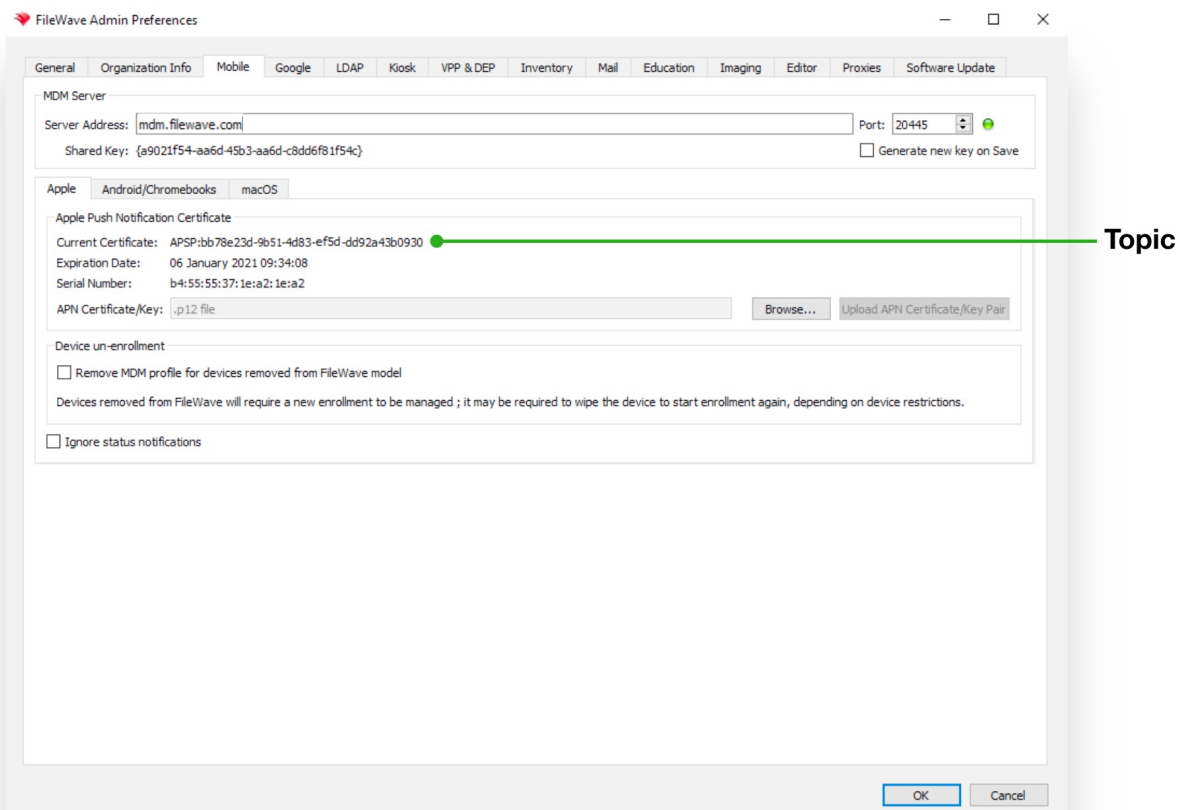 FileWave Admin Preferences
General Organization Info Mobile Google LDAP Kiosk VPP & DEP Inventory Mail Education Imaging Editor Proxies Software Update
MDM Server
Server Address: mdm.filewave.com Port: 20445
Shared Key: {a9021f54-aa6d-45b3-aa6d-c8dd6f81f54c} Generate new key on Save
Apple Android/Chromebooks macOS
Apple Push Notification Certificate
Current Certificate: APSP:bb78e23d-9b51-4d83-ef5d-dd92a43b0930 Topic
Expiration Date: 06 January 2021 09:34:08
Serial Number: b4:55:55:37:1e:a2:1e:a2
APN Certificate/Key: .p12 file Browse... Upload APN Certificate/Key Pair
Device un-enrollment
Remove MDM profile for devices removed from FileWave model
Devices removed from FileWave will require a new enrollment to be managed ; it may be required to wipe the device to start enrollment again, depending on device restrictions.
Ignore status notifications
OK Cancel